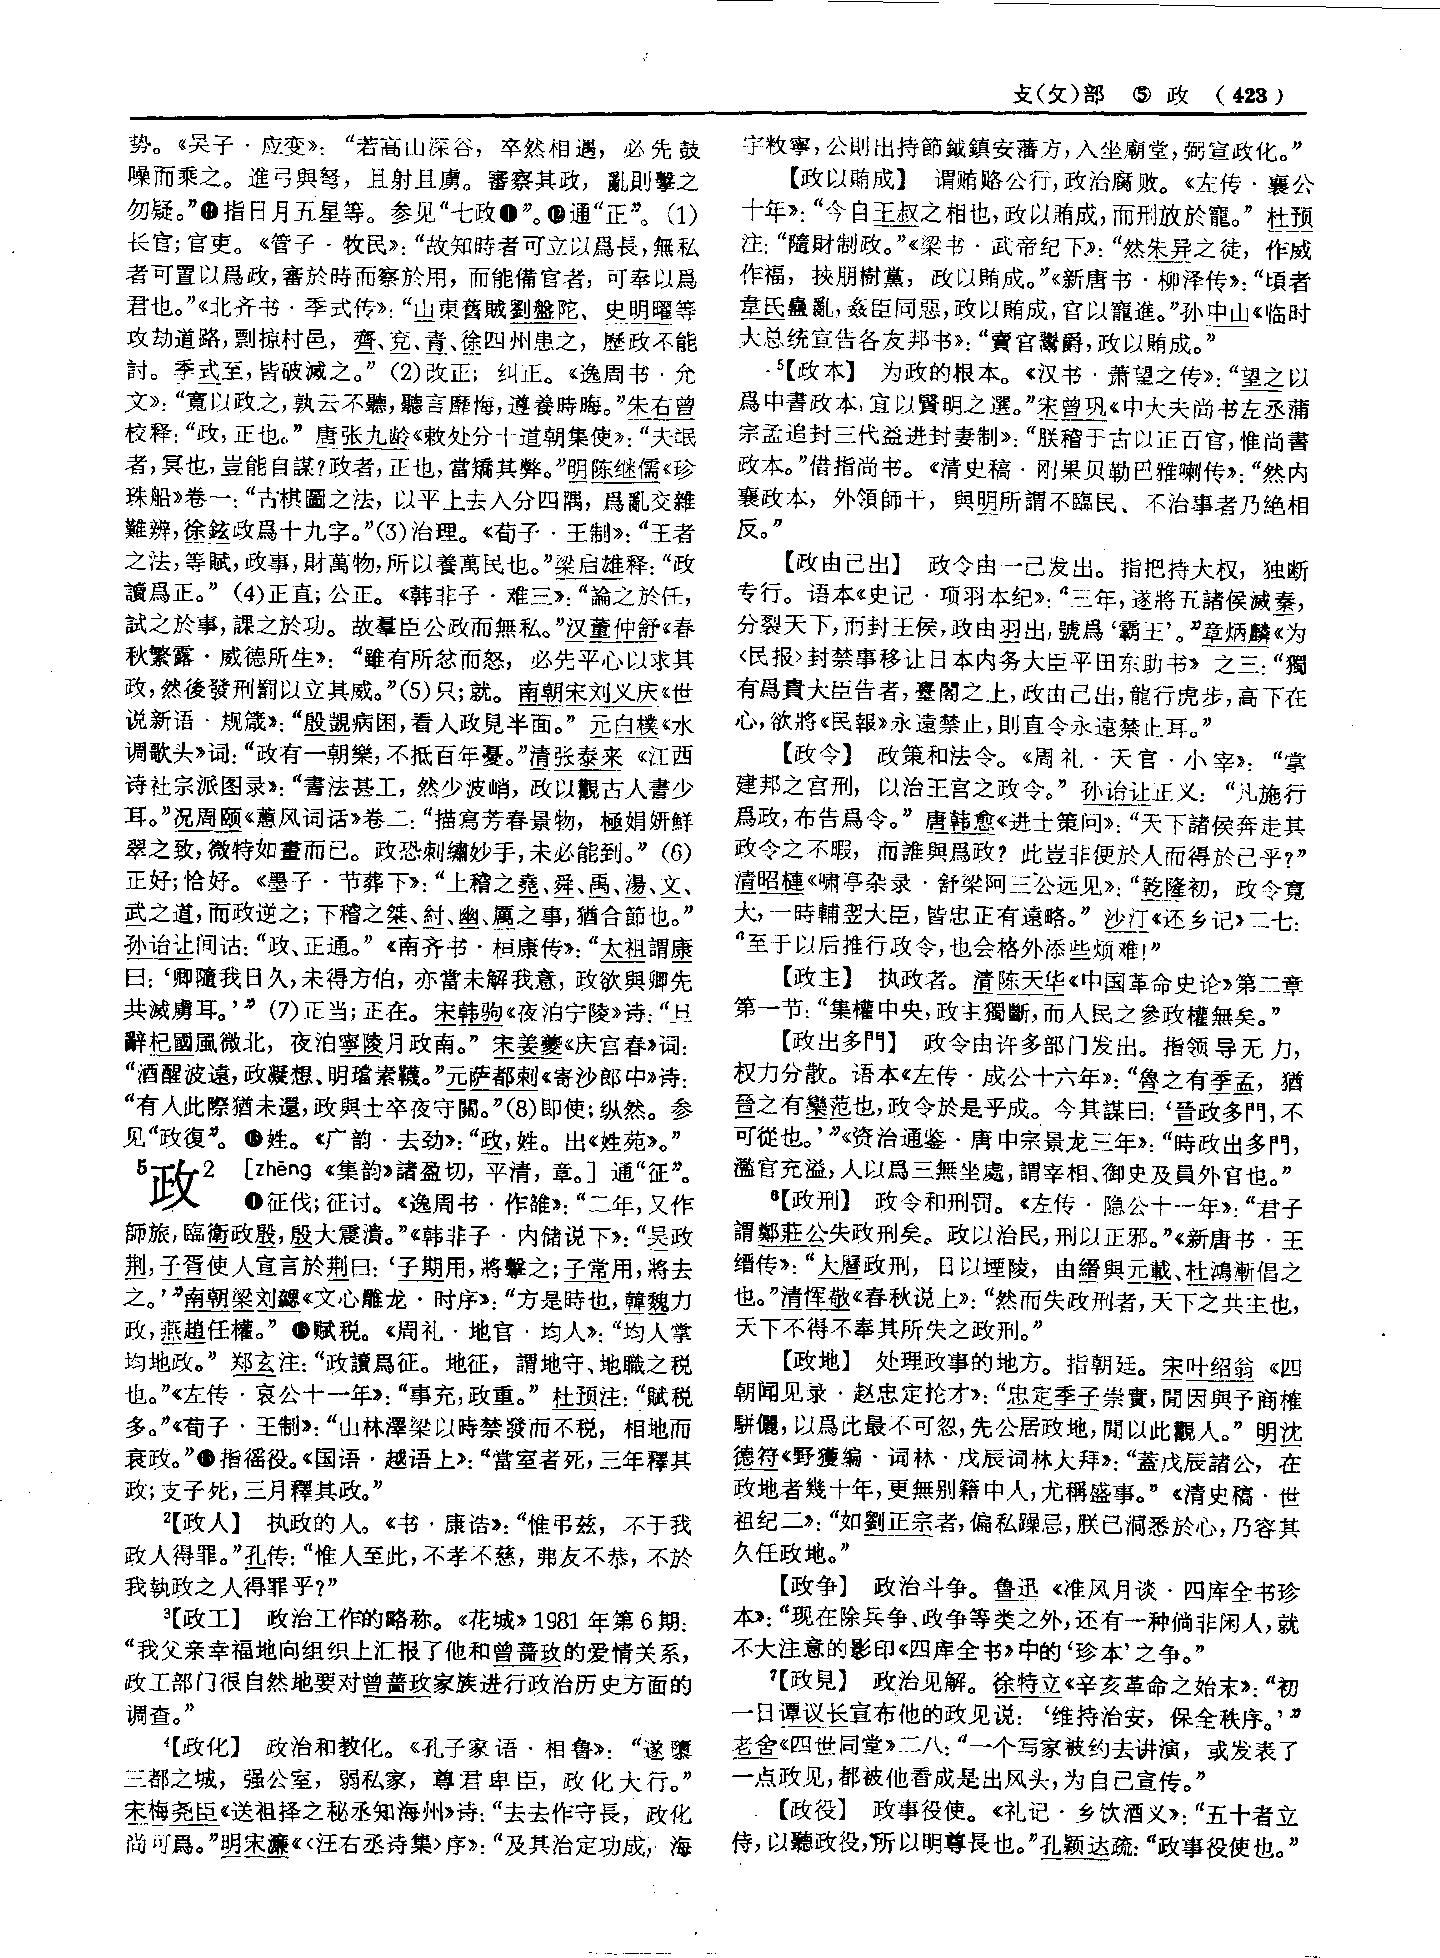 攴(攵)部 ⑤ 政 (423)
势。《吴子·应变》：“若高山深谷，卒然相遇，必先鼓
噪而乘之。進弓與弩，且射且虜。審察其政，亂則擊之
勿疑。”⓫指日月五星等。参见“七政❶”。⓬通“正”。(1)
长官；官吏。《管子·牧民》：“故知時者可立以爲長，無私
者可置以爲政，審於時而察於用，而能備官者，可奉以爲
君也。”《北齐书·季式传》：“山東舊賊劉盤陀、史明曜等
攻劫道路，剽掠村邑，齊、兗、青、徐四州患之，歷政不能
討。季式至，皆破滅之。”(2)改正；纠正。《逸周书·允
文》：“寬以政之，孰云不聽，聽言靡悔，遵養時晦。”朱右曾
校释：“政，正也。”唐张九龄《敕处分十道朝集使》：“夫氓
者，冥也，豈能自謀？政者，正也，當矯其弊。”明陈继儒《珍
珠船》卷一：“古棋圖之法，以平上去入分四隅，爲亂交雜
難辨，徐鉉政爲十九字。”(3)治理。《荀子·王制》：“王者
之法，等賦，政事，財萬物，所以養萬民也。”梁启雄释：“政
讀爲正。”(4)正直；公正。《韩非子·难三》：“論之於任，
試之於事，課之於功。故羣臣公政而無私。”汉董仲舒《春
秋繁露·威德所生》：“雖有所忿而怒，必先平心以求其
政，然後發刑罰以立其威。”(5)只；就。南朝宋刘义庆《世
说新语·规箴》：“殷覬病困，看人政見半面。”元白樸《水
调歌头》词：“政有一朝樂，不抵百年憂。”清张泰来《江西
诗社宗派图录》：“書法甚工，然少波峭，政以觀古人書少
耳。”况周颐《蕙风词话》卷二：“描寫芳春景物，極娟妍鮮
翠之致，微特如畫而已。政恐刺繡妙手，未必能到。”(6)
正好；恰好。《墨子·节葬下》：“上稽之堯、舜、禹、湯、文、
武之道，而政逆之；下稽之桀、紂、幽、厲之事，猶合節也。”
孙诒让间诂：“政、正通。”《南齐书·桓康传》：“太祖謂康
曰：‘卿隨我日久，未得方伯，亦當未解我意，政欲與卿先
共滅虜耳。’”(7)正当；正在。宋韩驹《夜泊宁陵》诗：“旦
辭杞國風微北，夜泊寧陵月政南。”宋姜夔《庆宫春》词：
“酒醒波遠，政凝想、明璫素韈。”元萨都剌《寄沙郎中》诗：
“有人此際猶未還，政與士卒夜守關。”(8)即使；纵然。参
见“政復”。⓭姓。《广韵·去劲》：“政，姓。出《姓苑》。”
⁵政² [zhēng《集韵》諸盈切，平清，章。]通“征”。
❶征伐；征讨。《逸周书·作雒》：“二年，又作
師旅，臨衛政殷，殷大震潰。”《韩非子·内储说下》：“吴政
荆，子胥使人宣言於荆曰：‘子期用，將擊之；子常用，將去
之。’”南朝梁刘勰《文心雕龙·时序》：“方是時也，韓魏力
政，燕趙任權。”❷赋税。《周礼·地官·均人》：“均人掌
均地政。”郑玄注：“政讀爲征。地征，謂地守、地職之税
也。”《左传·哀公十一年》：“事充，政重。”杜预注：“賦税
多。”《荀子·王制》：“山林澤梁以時禁發而不税，相地而
衰政。”❸指徭役。《国语·越语上》：“當室者死，三年釋其
政；支子死，三月釋其政。”
²【政人】 执政的人。《书·康诰》：“惟弔兹，不于我
政人得罪。”孔传：“惟人至此，不孝不慈，弗友不恭，不於
我執政之人得罪乎？”
³【政工】 政治工作的略称。《花城》1981年第6期：
“我父亲幸福地向组织上汇报了他和曾蔷玫的爱情关系，
政工部门很自然地要对曾蔷玫家族进行政治历史方面的
调查。”
⁴【政化】 政治和教化。《孔子家语·相鲁》：“遂墮
三都之城，强公室，弱私家，尊君卑臣，政化大行。”
宋梅尧臣《送祖择之秘丞知海州》诗：“去去作守長，政化
尚可爲。”明宋濂《〈汪右丞诗集〉序》：“及其治定功成，海
宇敉寧，公則出持節鉞鎮安藩方，入坐廟堂，弼宣政化。”
【政以賄成】 谓贿赂公行，政治腐败。《左传·襄公
十年》：“今自王叔之相也，政以賄成，而刑放於寵。”杜预
注：“隨財制政。”《梁书·武帝纪下》：“然朱异之徒，作威
作福，挾朋樹黨，政以賄成。”《新唐书·柳泽传》：“頃者
韋氏蠱亂，姦臣同惡，政以賄成，官以寵進。”孙中山《临时
大总统宣告各友邦书》：“賣官鬻爵，政以賄成。”
⁵【政本】 为政的根本。《汉书·萧望之传》：“望之以
爲中書政本，宜以賢明之選。”宋曾巩《中大夫尚书左丞蒲
宗孟追封三代益进封妻制》：“朕稽于古以正百官，惟尚書
政本。”借指尚书。《清史稿·刚果贝勒巴雅喇传》：“然内
襄政本，外領師干，與明所謂不臨民、不治事者乃絶相
反。”
【政由己出】 政令由一己发出。指把持大权，独断
专行。语本《史记·项羽本纪》：“三年，遂將五諸侯滅秦，
分裂天下，而封王侯，政由羽出，號爲‘霸王’。”章炳麟《为
〈民报〉封禁事移让日本内务大臣平田东助书》之三：“獨
有爲貴大臣告者，臺閣之上，政由己出，龍行虎步，高下在
心，欲將《民報》永遠禁止，則直令永遠禁止耳。”
【政令】 政策和法令。《周礼·天官·小宰》：“掌
建邦之宫刑，以治王宫之政令。”孙诒让正义：“凡施行
爲政，布告爲令。”唐韩愈《进士策问》：“天下諸侯奔走其
政令之不暇，而誰與爲政？此豈非便於人而得於己乎？”
清昭槤《啸亭杂录·舒梁阿三公远见》：“乾隆初，政令寬
大，一時輔翌大臣，皆忠正有遠略。”沙汀《还乡记》二七：
“至于以后推行政令，也会格外添些烦难！”
【政主】 执政者。清陈天华《中国革命史论》第二章
第一节：“集權中央，政主獨斷，而人民之參政權無矣。”
【政出多門】 政令由许多部门发出。指领导无力，
权力分散。语本《左传·成公十六年》：“魯之有季孟，猶
晉之有欒范也，政令於是乎成。今其謀曰：‘晉政多門，不
可從也。’”《资治通鉴·唐中宗景龙三年》：“時政出多門，
濫官充溢，人以爲三無坐處，謂宰相、御史及員外官也。”
⁶【政刑】 政令和刑罚。《左传·隐公十一年》：“君子
謂鄭莊公失政刑矣。政以治民，刑以正邪。”《新唐书·王
缙传》：“大曆政刑，日以堙陵，由縉與元載、杜鴻漸倡之
也。”清恽敬《春秋说上》：“然而失政刑者，天下之共主也，
天下不得不奉其所失之政刑。”
【政地】 处理政事的地方。指朝廷。宋叶绍翁《四
朝闻见录·赵忠定抡才》：“忠定季子崇實，閒因與予商榷
駢儷，以爲此最不可忽，先公居政地，閒以此觀人。”明沈
德符《野獲编·词林·戊辰词林大拜》：“蓋戊辰諸公，在
政地者幾十年，更無别籍中人，尤稱盛事。”《清史稿·世
祖纪二》：“如劉正宗者，偏私躁忌，朕已洞悉於心，乃容其
久任政地。”
【政争】 政治斗争。鲁迅《准风月谈·四库全书珍
本》：“现在除兵争、政争等类之外，还有一种倘非闲人，就
不大注意的影印《四库全书》中的‘珍本’之争。”
⁷【政見】 政治见解。徐特立《辛亥革命之始末》：“初
一日谭议长宣布他的政见说：‘维持治安，保全秩序。’”
老舍《四世同堂》二八：“一个写家被约去讲演，或发表了
一点政见，都被他看成是出风头，为自己宣传。”
【政役】 政事役使。《礼记·乡饮酒义》：“五十者立
侍，以聽政役，所以明尊長也。”孔颖达疏：“政事役使也。”